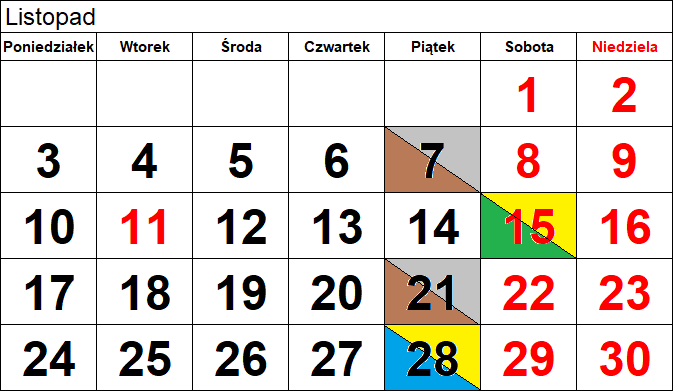 Listopad
Poniedziałek Wtorek Środa Czwartek Piątek Sobota Niedziela
1 2
3 4 5 6 7 8 9
10 11 12 13 14 15 16
17 18 19 20 21 22 23
24 25 26 27 28 29 30